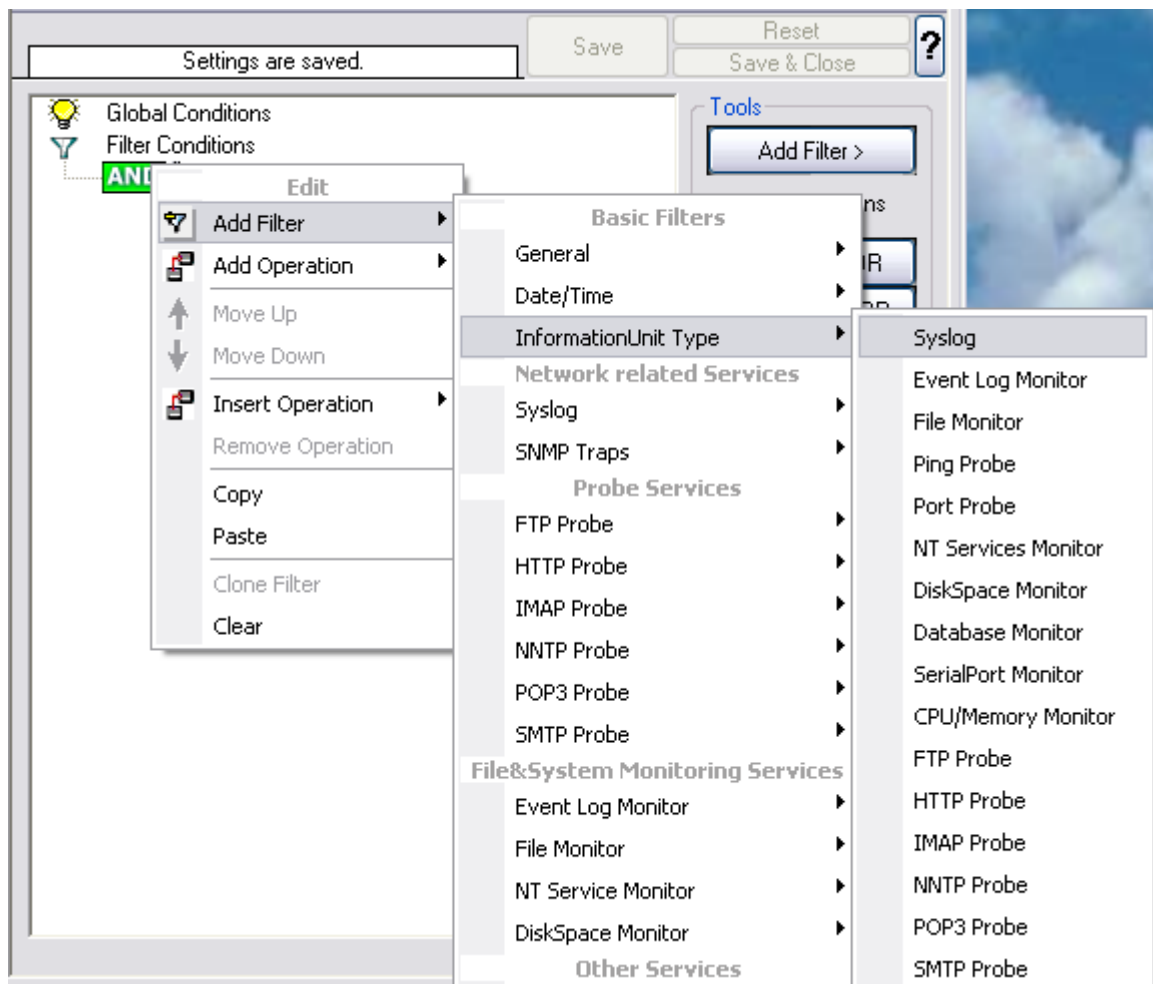 Settings are saved.
Save
Reset
Save & Close
?
Global Conditions
Filter Conditions
Tools
Add Filter >
Edit
Add Filter
Add Operation
Move Up
Move Down
Insert Operation
Remove Operation
Copy
Paste
Clone Filter
Clear
Basic Filters
General
Date/Time
InformationUnit Type
Network related Services
Syslog
SNMP Traps
Probe Services
FTP Probe
HTTP Probe
IMAP Probe
NNTP Probe
POP3 Probe
SMTP Probe
File&System Monitoring Services
Event Log Monitor
File Monitor
NT Service Monitor
DiskSpace Monitor
Other Services
Syslog
Event Log Monitor
File Monitor
Ping Probe
Port Probe
NT Services Monitor
DiskSpace Monitor
Database Monitor
SerialPort Monitor
CPU/Memory Monitor
FTP Probe
HTTP Probe
IMAP Probe
NNTP Probe
POP3 Probe
SMTP Probe